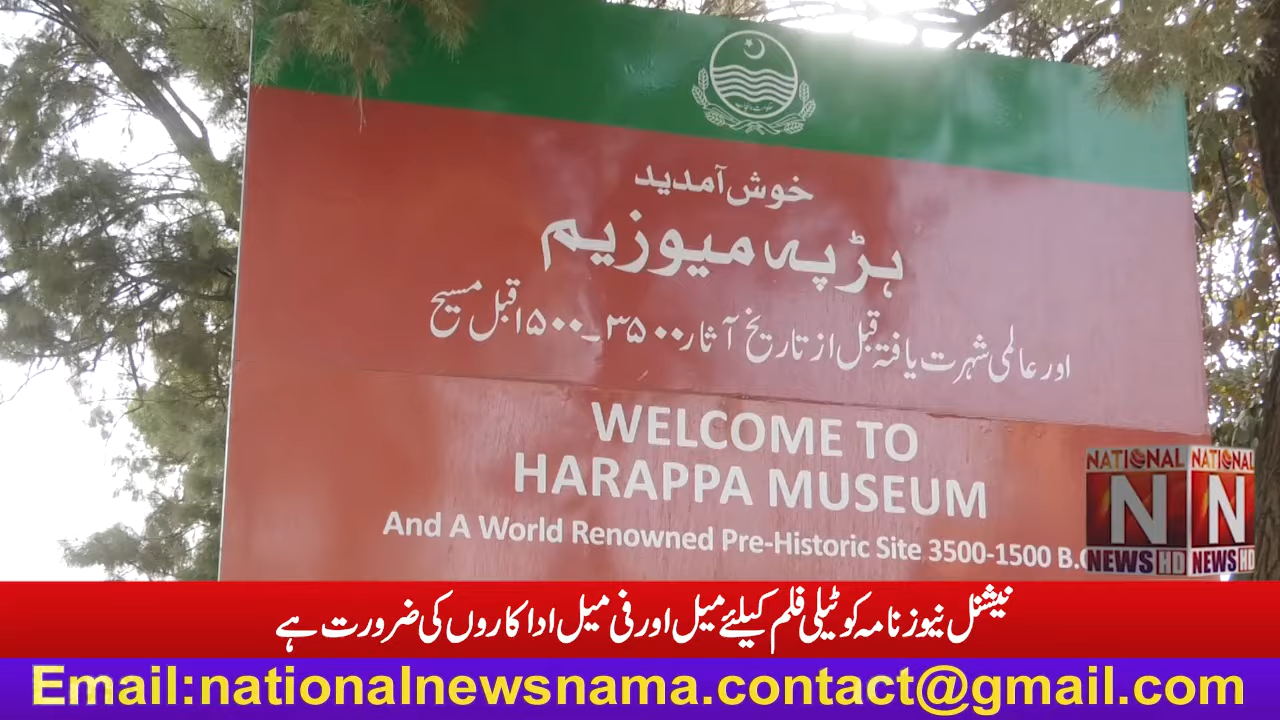 خوش آمدید
ہڑپہ میوزیم
اور عالمی شہرت یافتہ قبل از تاریخ آثار ۳۵۰۰ـ۱۵۰۰ قبل مسیح
WELCOME TO
HARAPPA MUSEUM
And A World Renowned Pre-Historic Site 3500-1500 B.C
NATIONAL NATIONAL
N N
NEWS HD NEWS HD
نیشنل نیوز نامہ کو ٹیلی فلم کیلئے میل اور فی میل اداکاروں کی ضرورت ہے
Email:nationalnewsnama.contact@gmail.com